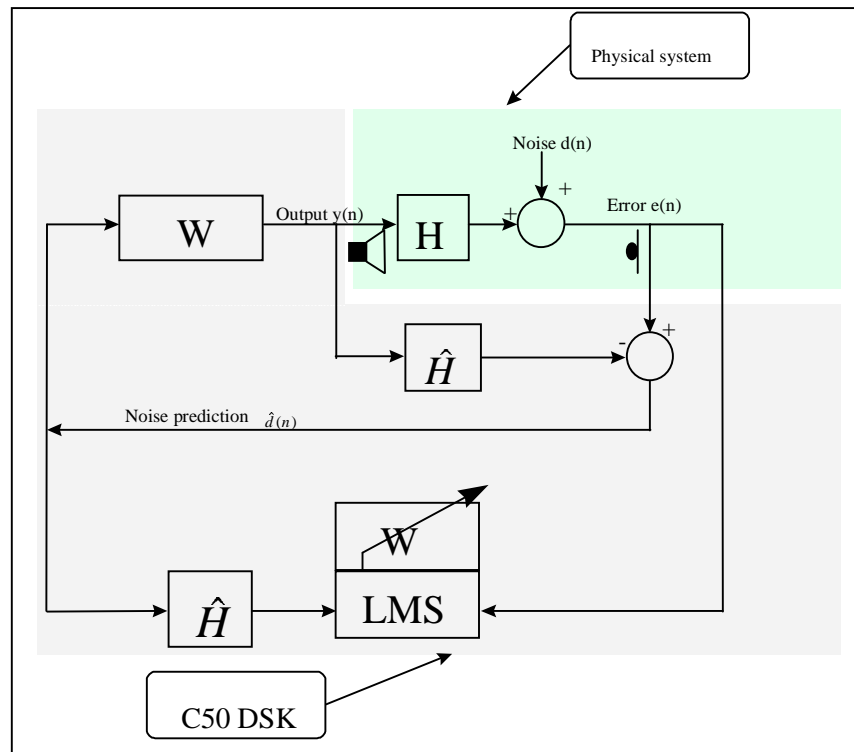 Physical system
Noise d(n)
+
W
Output y(n)
H
+
Error e(n)
Ĥ
-
+
Noise prediction d̂(n)
W
Ĥ
LMS
C50 DSK